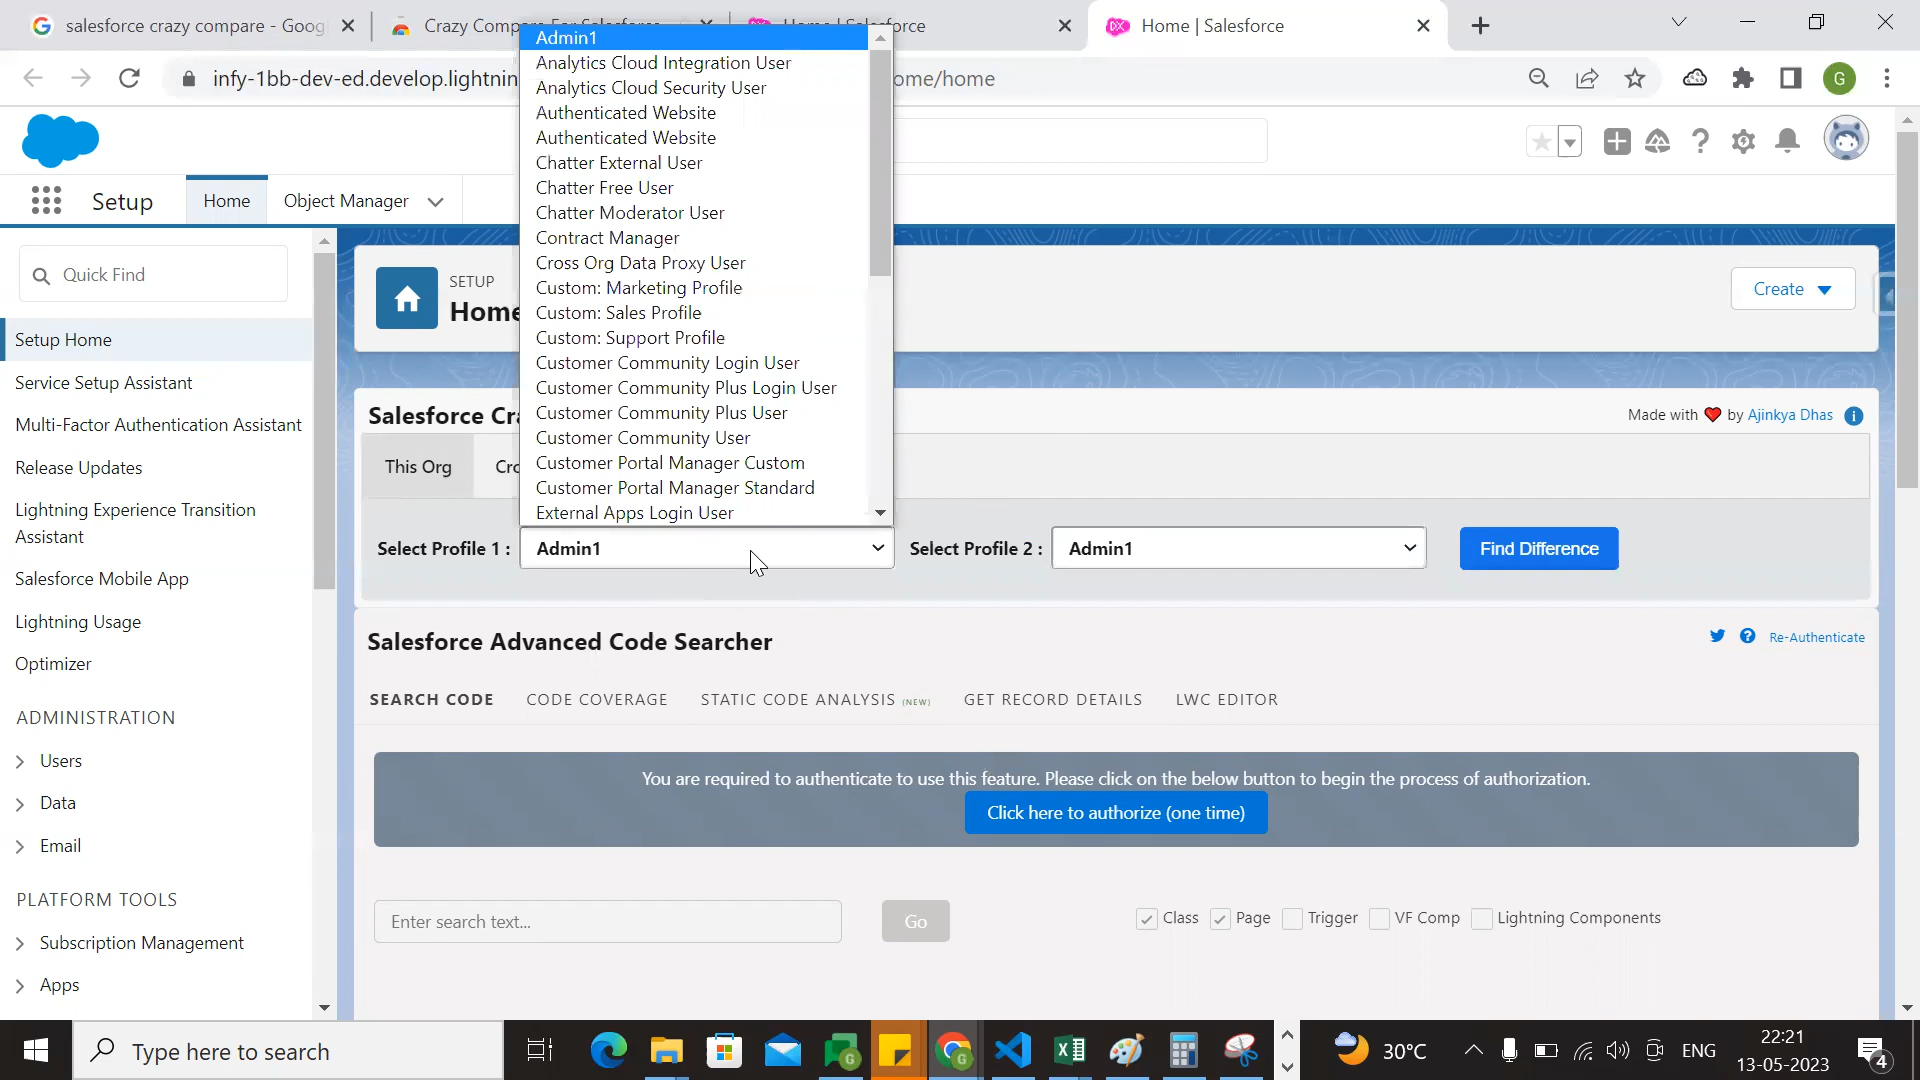 salesforce crazy compare - Goog
Crazy Comp
Home | Salesforce
infy-1bb-dev-ed.develop.lightnin
ome/home
G
Admin1
Analytics Cloud Integration User
Analytics Cloud Security User
Authenticated Website
Authenticated Website
Chatter External User
Chatter Free User
Chatter Moderator User
Contract Manager
Cross Org Data Proxy User
Custom: Marketing Profile
Custom: Sales Profile
Custom: Support Profile
Customer Community Login User
Customer Community Plus Login User
Customer Community Plus User
Customer Community User
Customer Portal Manager Custom
Customer Portal Manager Standard
External Apps Login User
Setup
Home
Object Manager
Quick Find
Setup Home
Service Setup Assistant
Multi-Factor Authentication Assistant
Release Updates
Lightning Experience Transition
Assistant
Salesforce Mobile App
Lightning Usage
Optimizer
ADMINISTRATION
Users
Data
Email
PLATFORM TOOLS
Subscription Management
Apps
SETUP
Home
Create
Salesforce Cr
Made with ❤ by Ajinkya Dhas
This Org
Cro
Select Profile 1 :
Admin1
Select Profile 2 :
Admin1
Find Difference
Salesforce Advanced Code Searcher
Re-Authenticate
SEARCH CODE
CODE COVERAGE
STATIC CODE ANALYSIS (NEW)
GET RECORD DETAILS
LWC EDITOR
You are required to authenticate to use this feature. Please click on the below button to begin the process of authorization.
Click here to authorize (one time)
Enter search text...
Go
Class
Page
Trigger
VF Comp
Lightning Components
Type here to search
30°C
ENG
22:21
13-05-2023
4